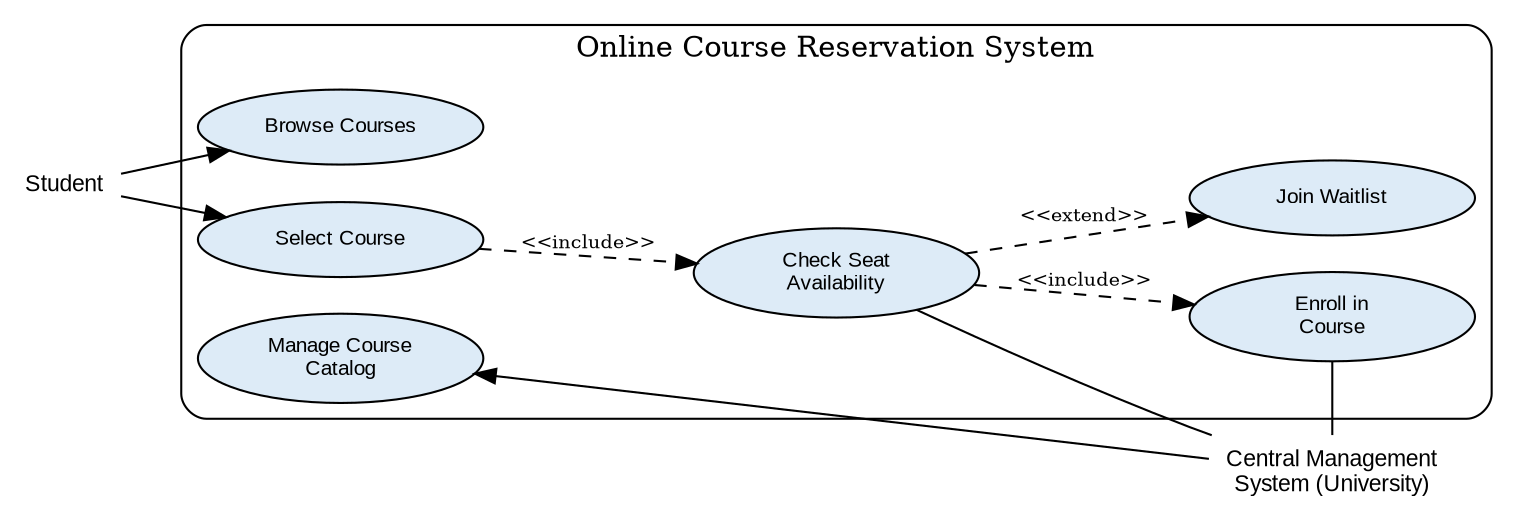 Online Course Reservation System
Browse Courses
Student
Select Course
<<include>>
Check Seat
Availability
<<extend>>
Join Waitlist
<<include>>
Enroll in
Course
Manage Course
Catalog
Central Management
System (University)